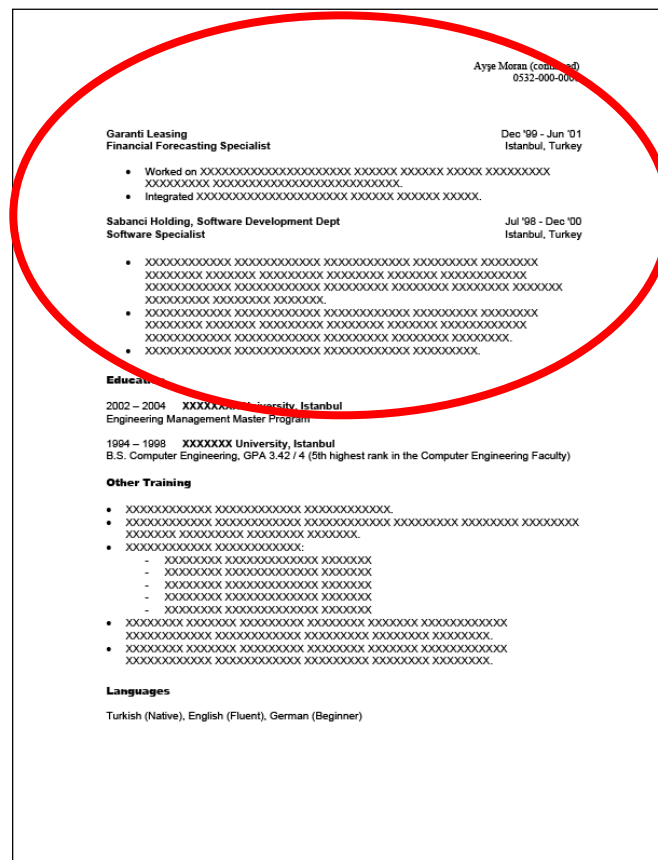 Ayşe Moran (continued)
0532-000-0000
Garanti Leasing Dec '99 - Jun '01
Financial Forecasting Specialist Istanbul, Turkey
• Worked on XXXXXXXXXXXXXXXXXXXXX XXXXXX XXXXXX XXXXX XXXXXXXXX
XXXXXXXXX XXXXXXXXXXXXXXXXXXXXXXXXXX.
• Integrated XXXXXXXXXXXXXXXXXXXXX XXXXXX XXXXXX XXXXX.
Sabanci Holding, Software Development Dept Jul '98 - Dec '00
Software Specialist Istanbul, Turkey
• XXXXXXXXXXXX XXXXXXXXXXXX XXXXXXXXXXXX XXXXXXXXX XXXXXXXX
XXXXXXXX XXXXXXX XXXXXXXXX XXXXXXXX XXXXXXX XXXXXXXXXXXX
XXXXXXXXXXXX XXXXXXXXXXXX XXXXXXXXX XXXXXXXX XXXXXXXX XXXXXXX
XXXXXXXXX XXXXXXXX XXXXXXX.
• XXXXXXXXXXXX XXXXXXXXXXXX XXXXXXXXXXXX XXXXXXXXX XXXXXXXX
XXXXXXXX XXXXXXX XXXXXXXXX XXXXXXXX XXXXXXX XXXXXXXXXXXX
XXXXXXXXXXXX XXXXXXXXXXXX XXXXXXXXX XXXXXXXX XXXXXXXX.
• XXXXXXXXXXXX XXXXXXXXXXXX XXXXXXXXXXXX XXXXXXXXX.
Education
2002 – 2004 XXXXXXX University, Istanbul
Engineering Management Master Program
1994 – 1998 XXXXXXX University, Istanbul
B.S. Computer Engineering, GPA 3.42 / 4 (5th highest rank in the Computer Engineering Faculty)
Other Training
• XXXXXXXXXXXX XXXXXXXXXXXX XXXXXXXXXXXX.
• XXXXXXXXXXXX XXXXXXXXXXXX XXXXXXXXXXXX XXXXXXXXX XXXXXXXX XXXXXXXX
XXXXXXX XXXXXXXXX XXXXXXXX XXXXXXX.
• XXXXXXXXXXXX XXXXXXXXXXXX:
- XXXXXXXX XXXXXXXXXXXXX XXXXXXX
- XXXXXXXX XXXXXXXXXXXXX XXXXXXX
- XXXXXXXX XXXXXXXXXXXXX XXXXXXX
- XXXXXXXX XXXXXXXXXXXXX XXXXXXX
- XXXXXXXX XXXXXXXXXXXXX XXXXXXX
• XXXXXXXX XXXXXXX XXXXXXXXX XXXXXXXX XXXXXXX XXXXXXXXXXXX
XXXXXXXXXXXX XXXXXXXXXXXX XXXXXXXXX XXXXXXXX XXXXXXXX.
• XXXXXXXX XXXXXXX XXXXXXXXX XXXXXXXX XXXXXXX XXXXXXXXXXXX
XXXXXXXXXXXX XXXXXXXXXXXX XXXXXXXXX XXXXXXXX XXXXXXXX.
Languages
Turkish (Native), English (Fluent), German (Beginner)